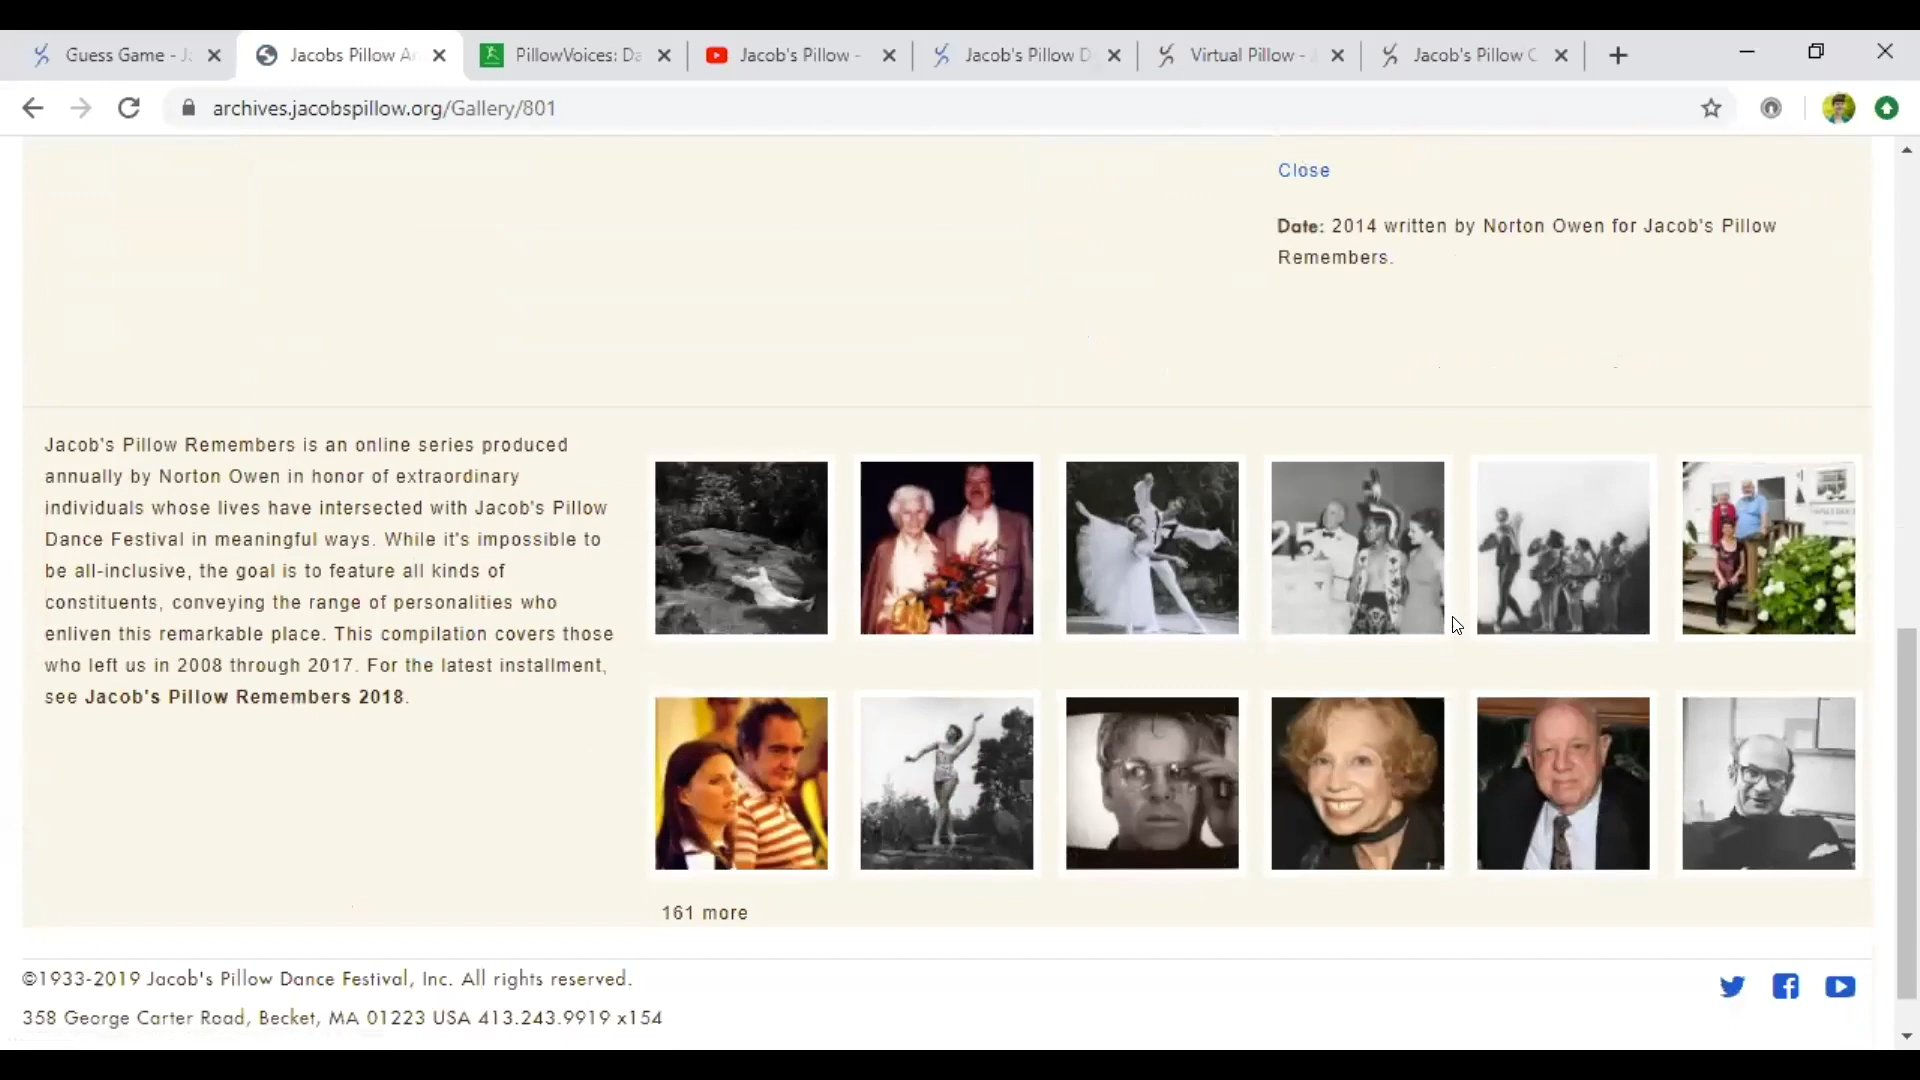 Guess Game - J
Jacobs Pillow Ar
PillowVoices: Da
Jacob's Pillow -
Jacob's Pillow D
Virtual Pillow -
Jacob's Pillow C
archives.jacobspillow.org/Gallery/801
Close
Date: 2014 written by Norton Owen for Jacob's Pillow
Remembers.
Jacob's Pillow Remembers is an online series produced
annually by Norton Owen in honor of extraordinary
individuals whose lives have intersected with Jacob's Pillow
Dance Festival in meaningful ways. While it's impossible to
be all-inclusive, the goal is to feature all kinds of
constituents, conveying the range of personalities who
enliven this remarkable place. This compilation covers those
who left us in 2008 through 2017. For the latest installment,
see Jacob's Pillow Remembers 2018.
25
161 more
©1933-2019 Jacob's Pillow Dance Festival, Inc. All rights reserved.
358 George Carter Road, Becket, MA 01223 USA 413.243.9919 x154